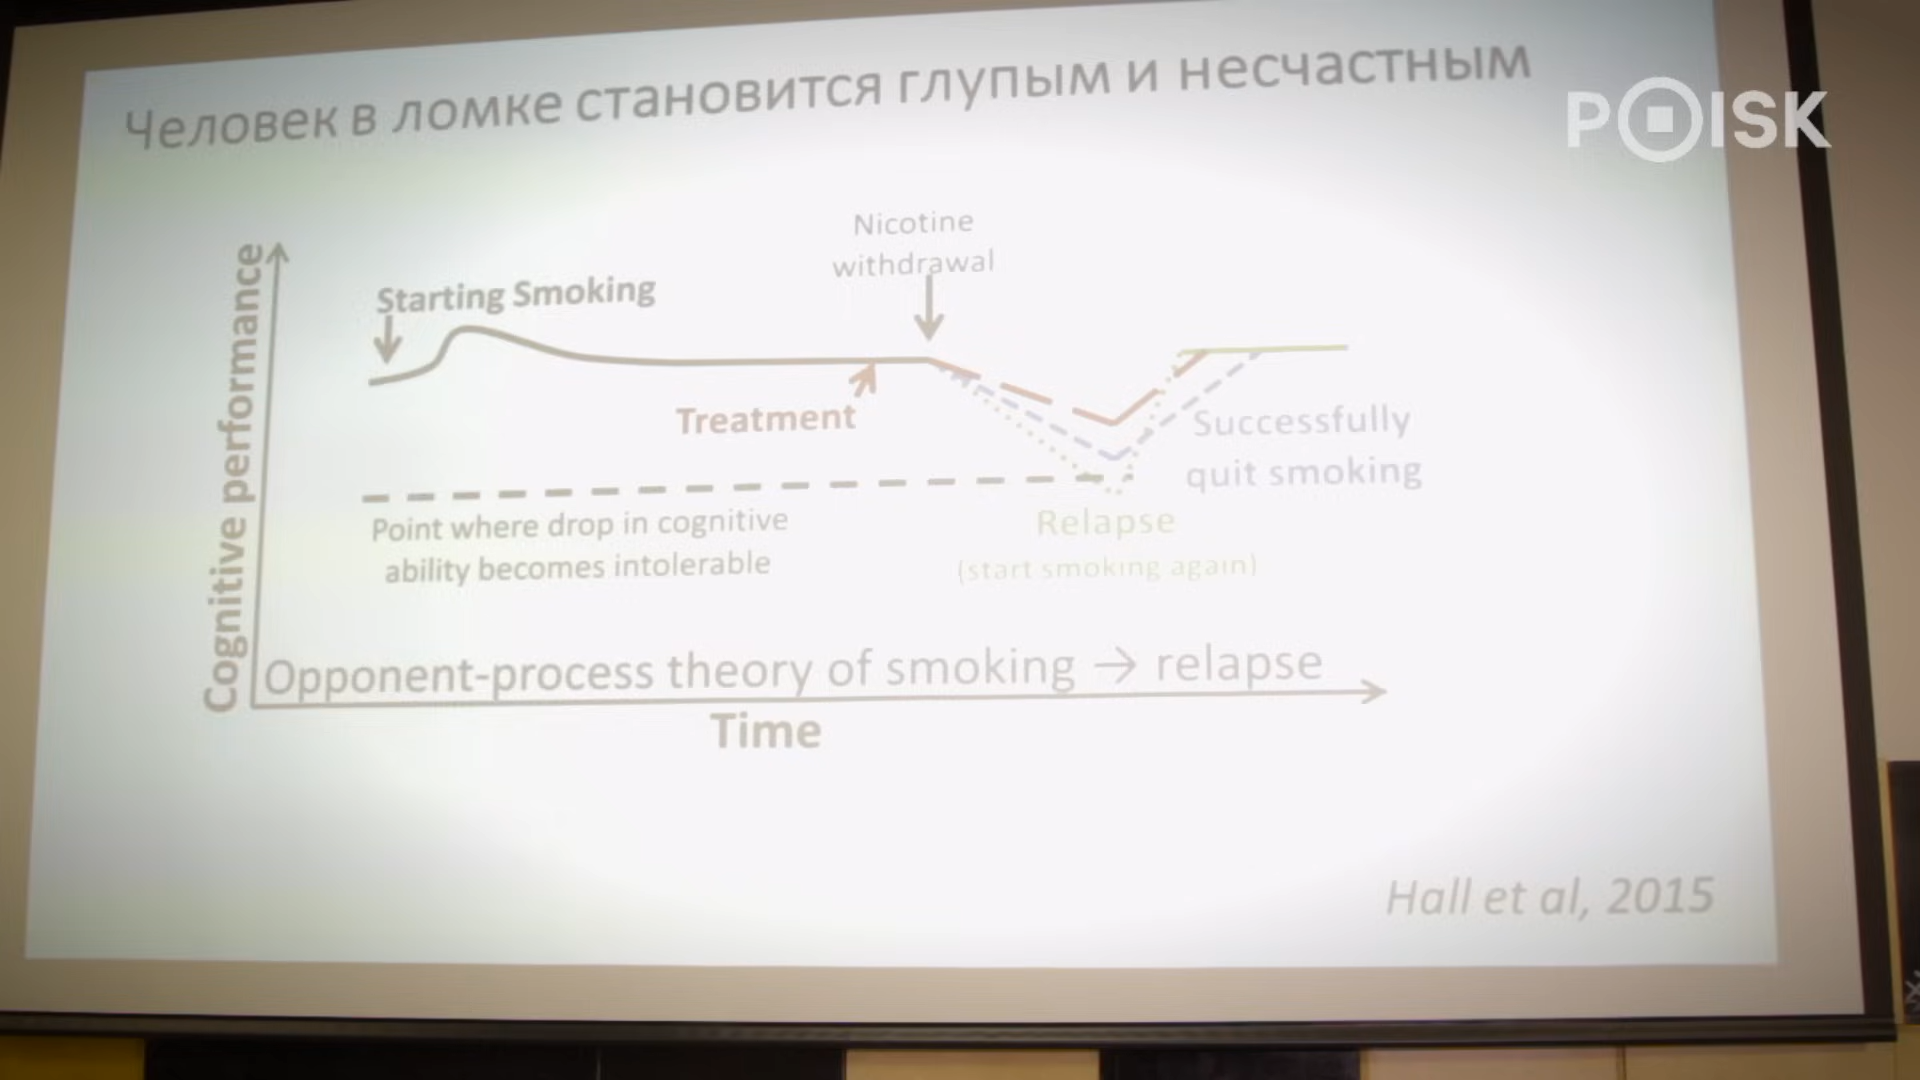 Человек в ломке становится глупым и несчастным
POISK
Nicotine
withdrawal
Starting Smoking
Cognitive performance
Treatment
Successfully
quit smoking
Point where drop in cognitive
ability becomes intolerable
Relapse
(start smoking again)
Opponent-process theory of smoking → relapse
Time
Hall et al, 2015